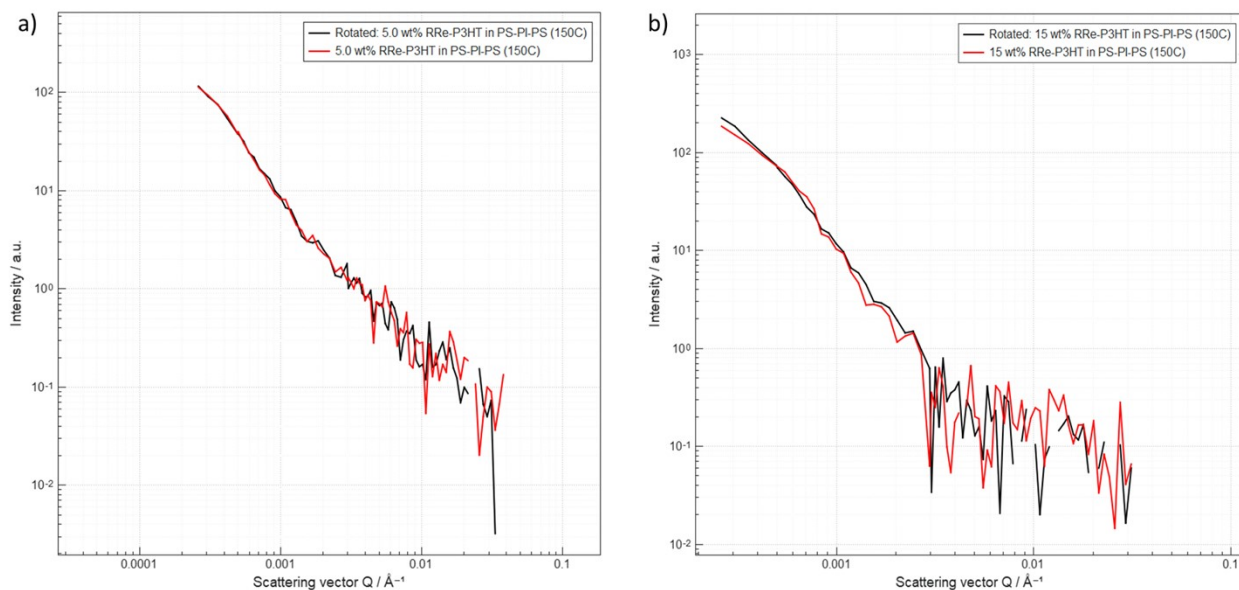 a)
Rotated: 5.0 wt% RRe-P3HT in PS-PI-PS (150C)
5.0 wt% RRe-P3HT in PS-PI-PS (150C)
10²
10¹
10⁰
10⁻¹
10⁻²
Intensity / a.u.
0.0001
0.001
0.01
0.1
Scattering vector Q / Å⁻¹
b)
Rotated: 15 wt% RRe-P3HT in PS-PI-PS (150C)
15 wt% RRe-P3HT in PS-PI-PS (150C)
10³
10²
10¹
10⁰
10⁻¹
10⁻²
Intensity / a.u.
0.001
0.01
0.1
Scattering vector Q / Å⁻¹